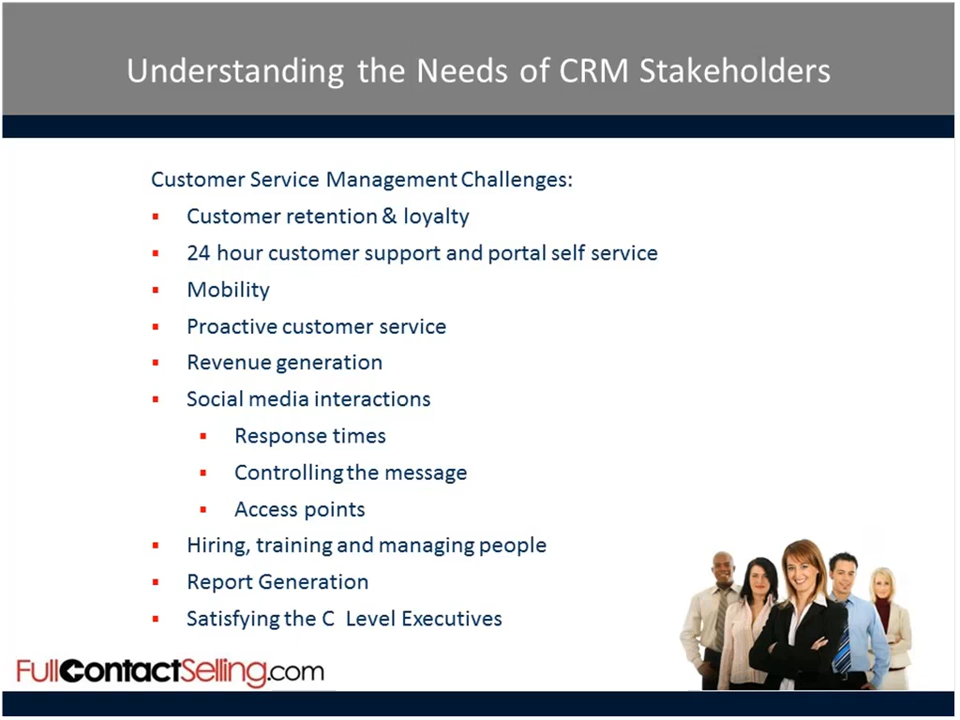 Understanding the Needs of CRM Stakeholders
Customer Service Management Challenges:
Customer retention & loyalty
24 hour customer support and portal self service
Mobility
Proactive customer service
Revenue generation
Social media interactions
Response times
Controlling the message
Access points
Hiring, training and managing people
Report Generation
Satisfying the C Level Executives
FullContactSelling.com